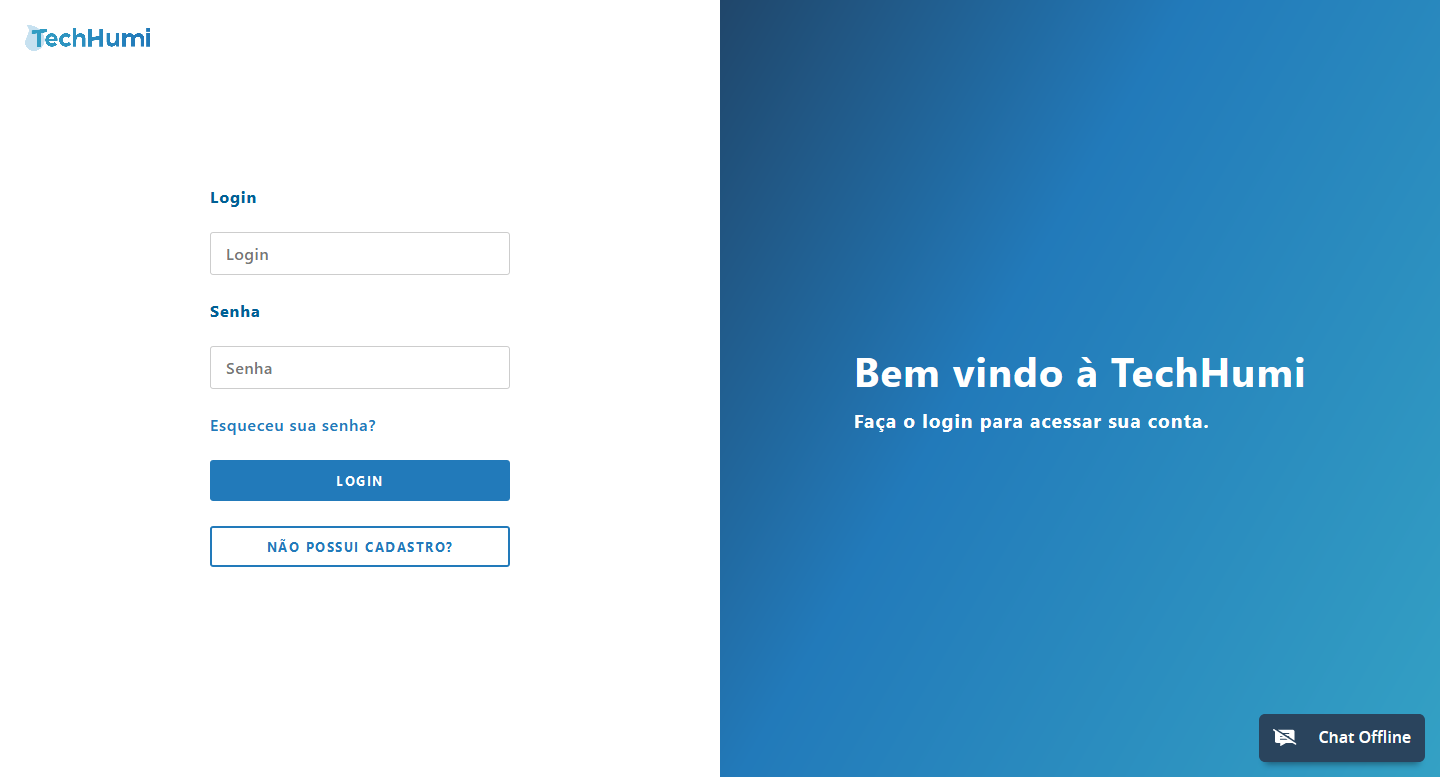 TechHumi
Login
Login
Senha
Senha
Esqueceu sua senha?
LOGIN
NÃO POSSUI CADASTRO?
Bem vindo à TechHumi
Faça o login para acessar sua conta.
Chat Offline